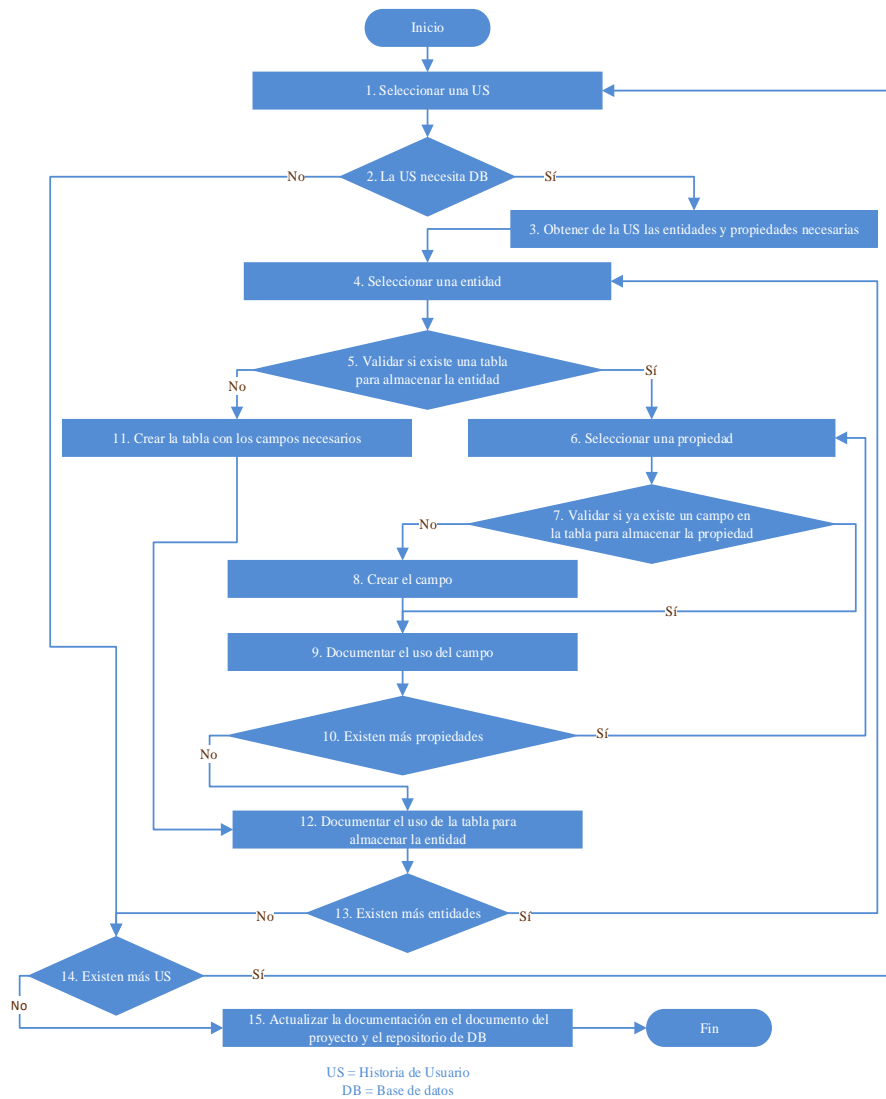 Inicio
1. Seleccionar una US
2. La US necesita DB
No
Sí
3. Obtener de la US las entidades y propiedades necesarias
4. Seleccionar una entidad
5. Validar si existe una tabla
para almacenar la entidad
No
Sí
11. Crear la tabla con los campos necesarios
6. Seleccionar una propiedad
7. Validar si ya existe un campo en
la tabla para almacenar la propiedad
No
8. Crear el campo
Sí
9. Documentar el uso del campo
10. Existen más propiedades
Sí
No
12. Documentar el uso de la tabla para
almacenar la entidad
13. Existen más entidades
No
Sí
14. Existen más US
Sí
No
15. Actualizar la documentación en el documento del
proyecto y el repositorio de DB
Fin
US = Historia de Usuario
DB = Base de datos